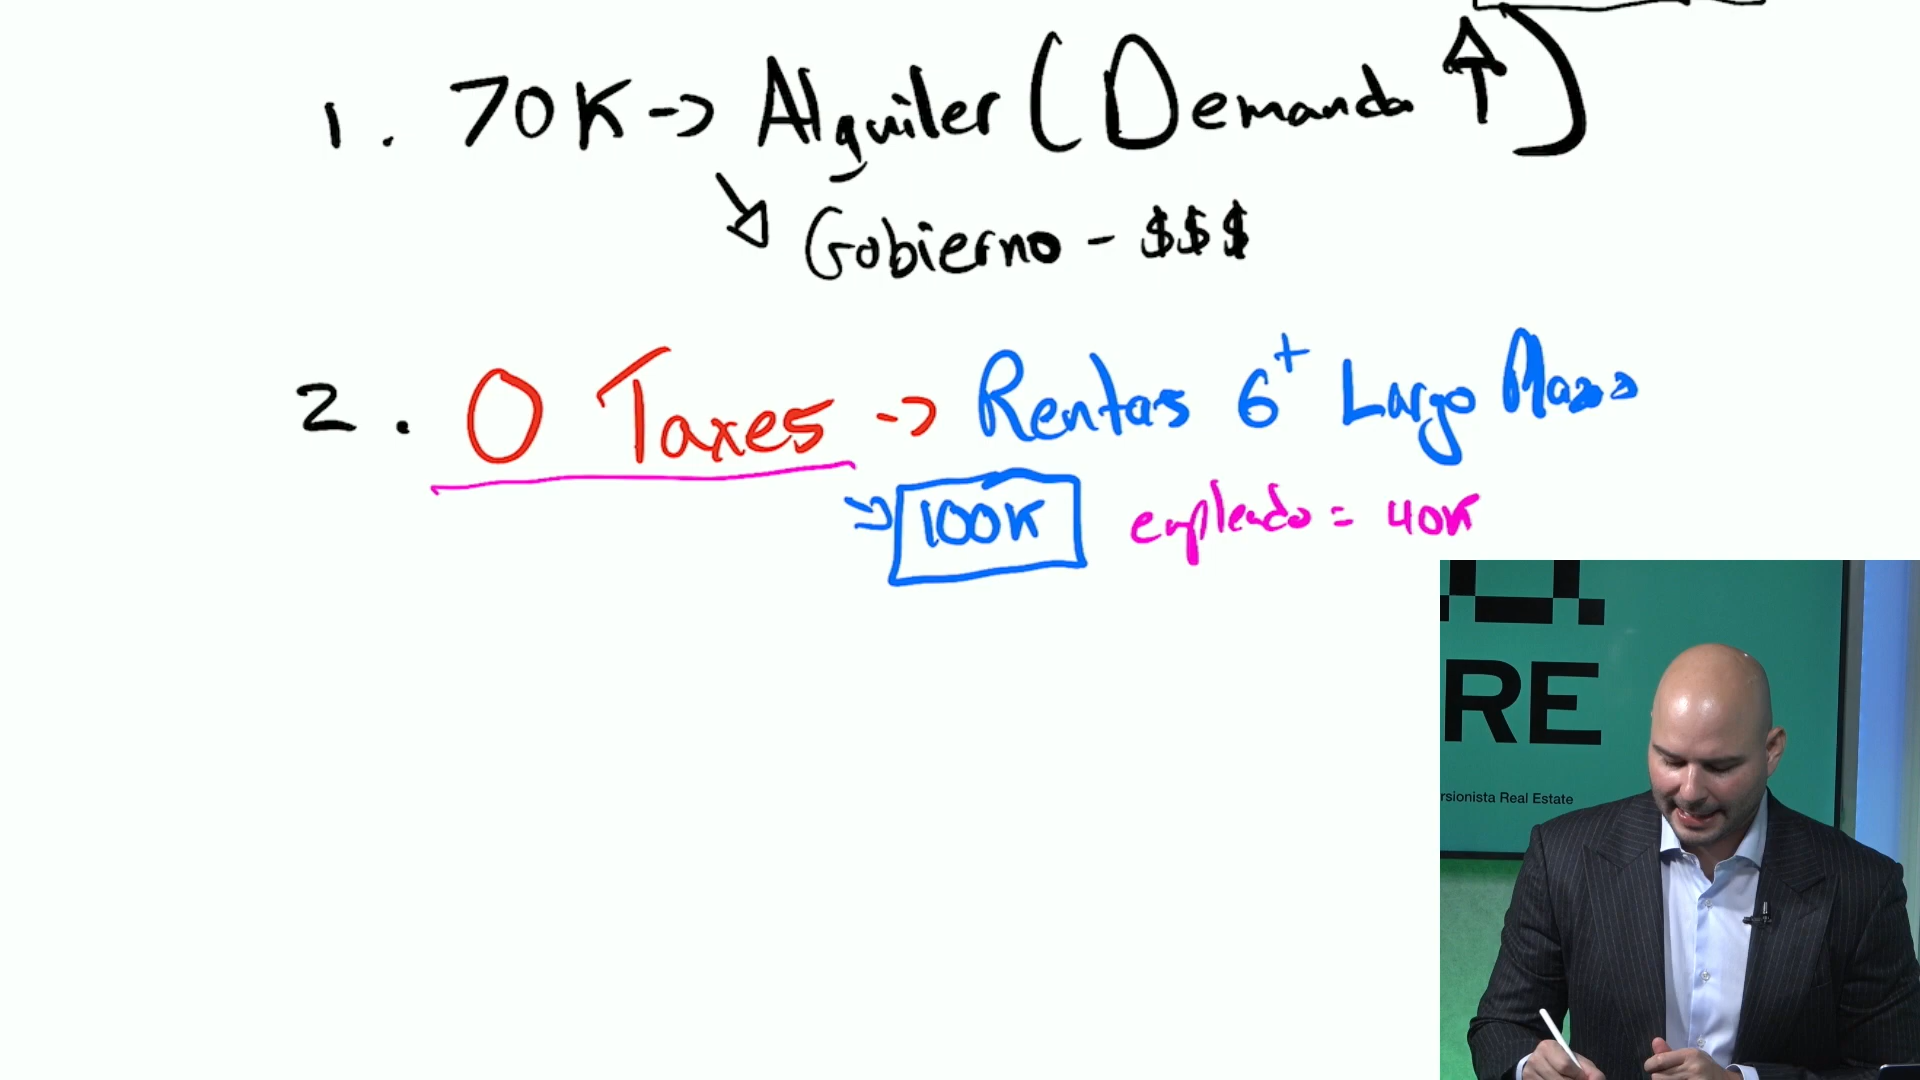 1. 70K -> Alquiler (Demanda ↑)
Gobierno - $$$
2. 0 Taxes -> Rentas 6+ Largo Plazo
100K empleado = 40K
RE
rsionista Real Estate